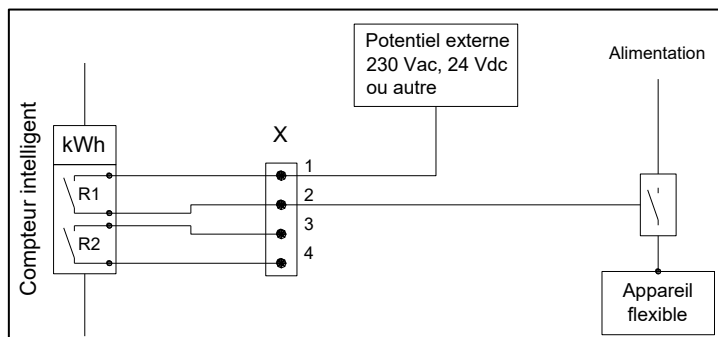 Potentiel externe
230 Vac, 24 Vdc
ou autre
Alimentation
Compteur intelligent
kWh
X
R1
R2
1
2
3
4
Appareil
flexible